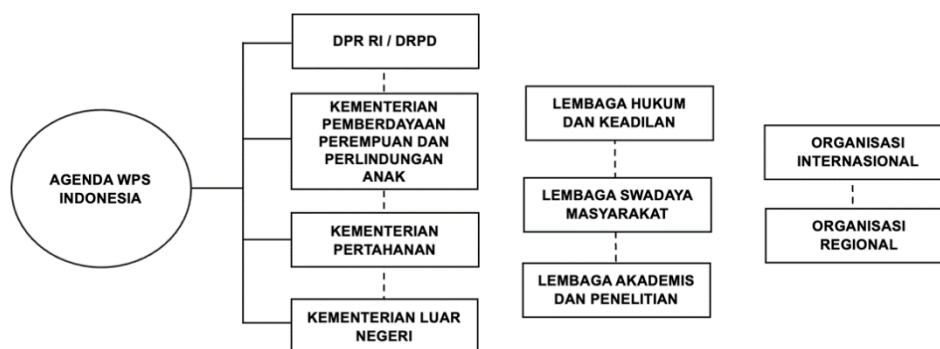 DPR RI / DRPD
KEMENTERIAN
PEMBERDAYAAN
PEREMPUAN DAN
PERLINDUNGAN
ANAK
AGENDA WPS
INDONESIA
KEMENTERIAN
PERTAHANAN
KEMENTERIAN LUAR
NEGERI
LEMBAGA HUKUM
DAN KEADILAN
LEMBAGA SWADAYA
MASYARAKAT
LEMBAGA AKADEMIS
DAN PENELITIAN
ORGANISASI
INTERNASIONAL
ORGANISASI
REGIONAL